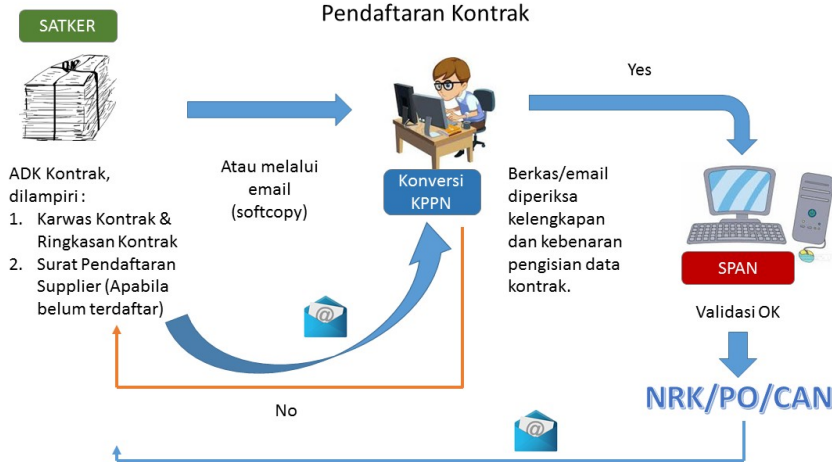 Pendaftaran Kontrak
SATKER
ADK Kontrak,
dilampiri :
1. Karwas Kontrak &
Ringkasan Kontrak
2. Surat Pendaftaran
Supplier (Apabila
belum terdaftar)
Atau melalui
email
(softcopy)
Konversi
KPPN
Yes
Berkas/email
diperiksa
kelengkapan
dan kebenaran
pengisian data
kontrak.
SPAN
Validasi OK
NRK/PO/CAN
No
@
@